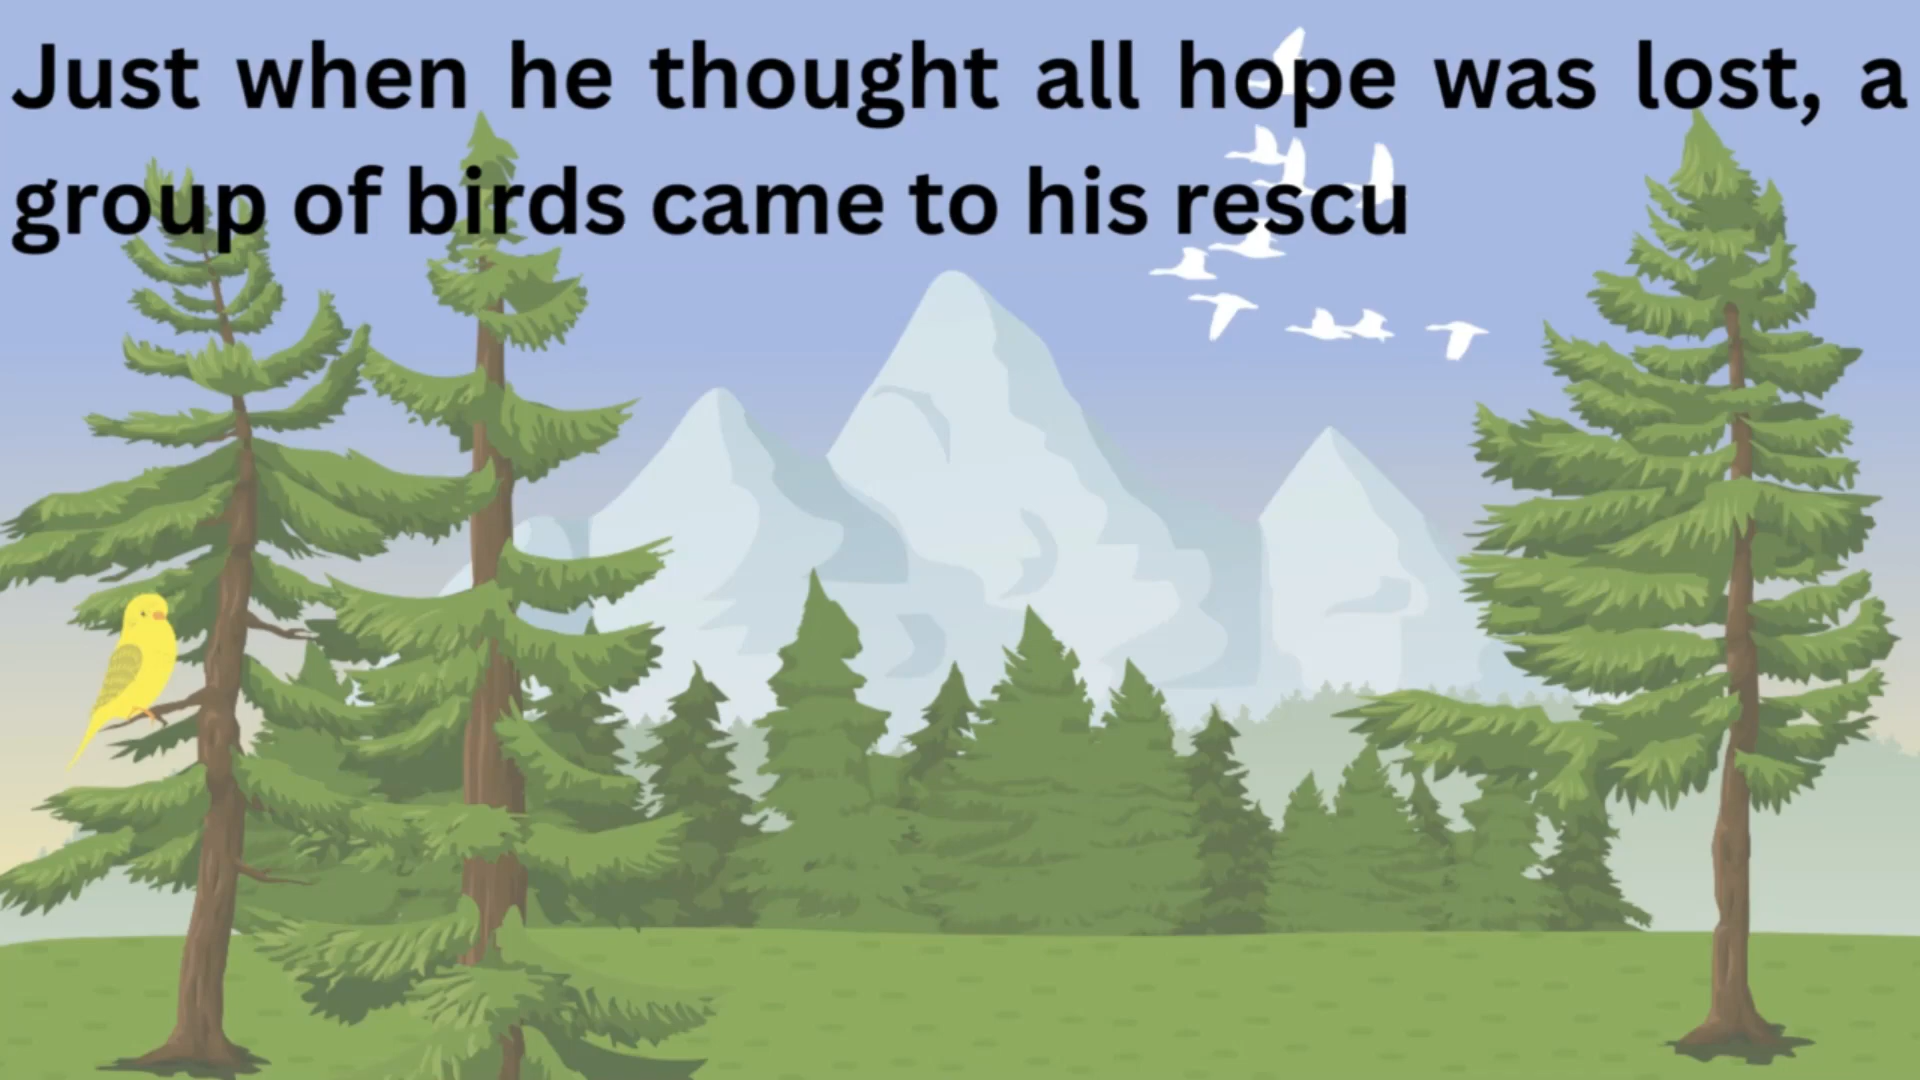 Just when he thought all hope was lost, a
group of birds came to his rescu